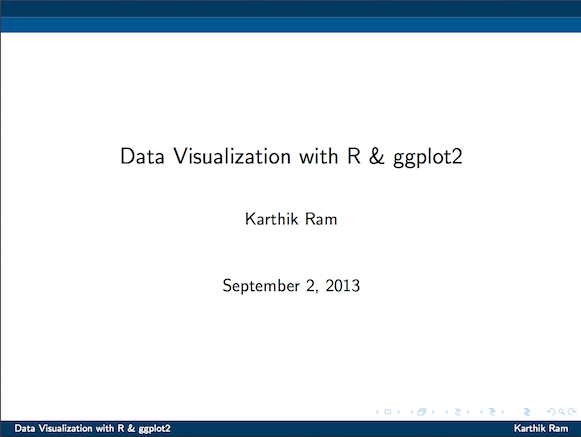 Data Visualization with R & ggplot2
Karthik Ram
September 2, 2013
Data Visualization with R & ggplot2
Karthik Ram